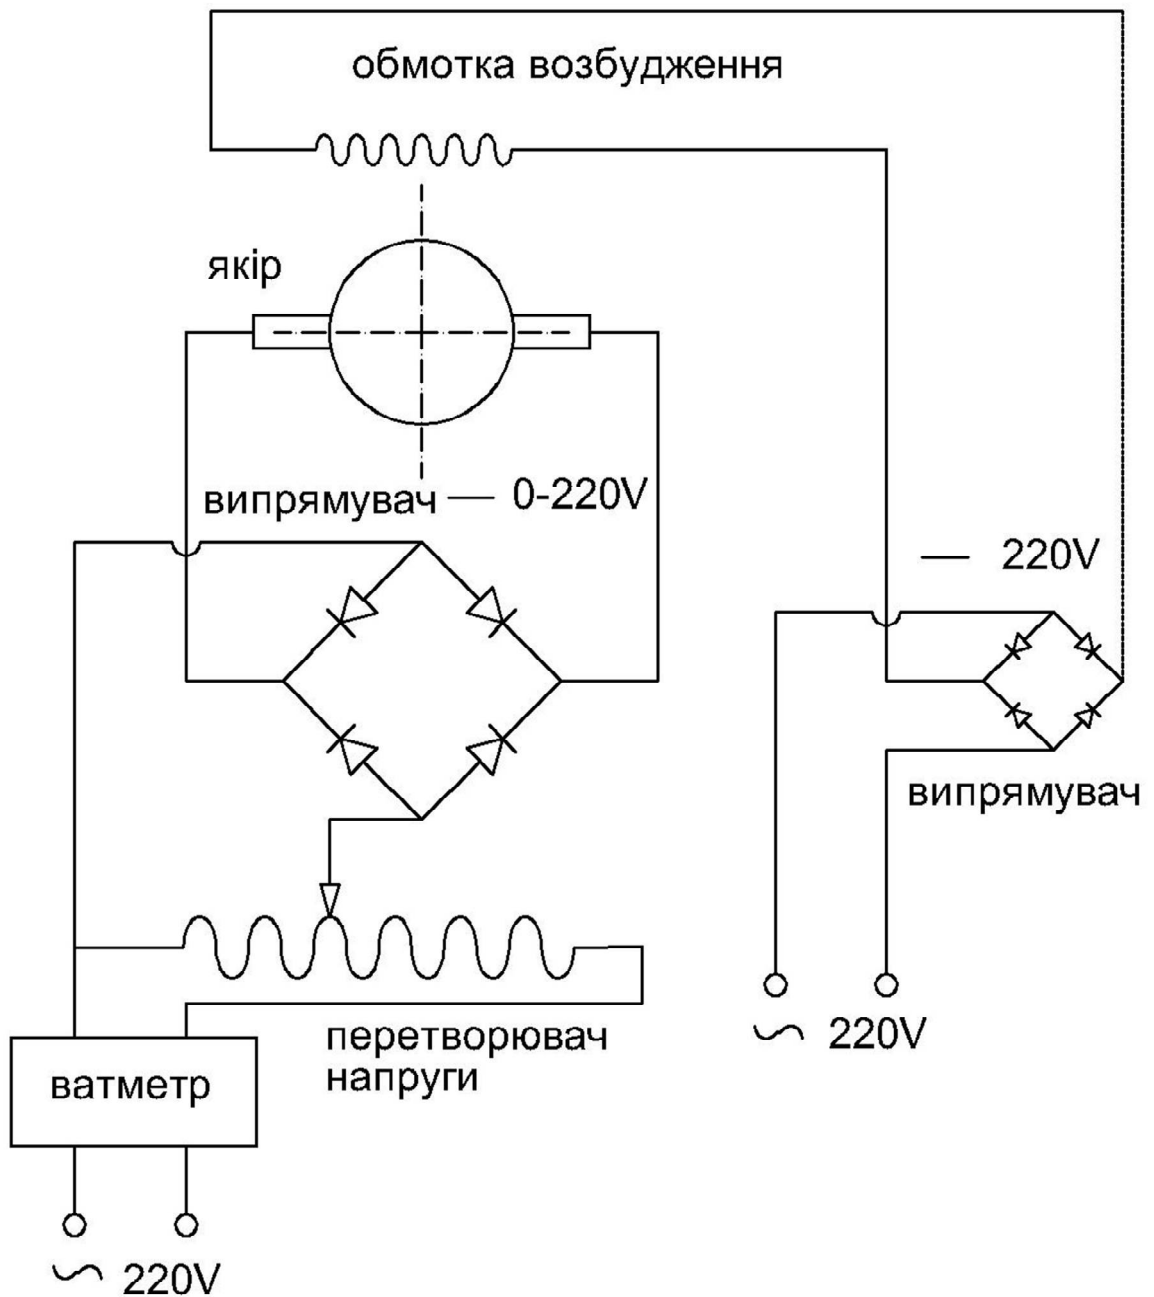 обмотка возбудження
якір
випрямувач — 0-220V
— 220V
випрямувач
~ 220V
перетворювач
напруги
ватметр
~ 220V